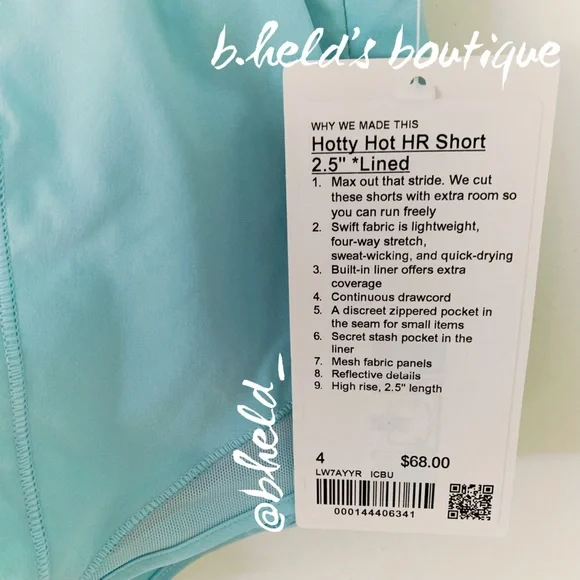 b.held's boutique
WHY WE MADE THIS
Hotty Hot HR Short
2.5" *Lined
1. Max out that stride. We cut
these shorts with extra room so
you can run freely
2. Swift fabric is lightweight,
four-way stretch,
sweat-wicking, and quick-drying
3. Built-in liner offers extra
coverage
4. Continuous drawcord
5. A discreet zippered pocket in
the seam for small items
6. Secret stash pocket in the
liner
7. Mesh fabric panels
8. Reflective details
9. High rise, 2.5" length
4 $68.00
LW7AYYR ICBU
000144406341
@bheld_